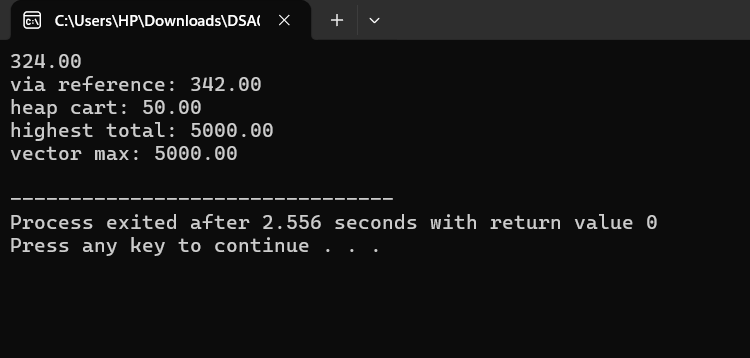 C:\Users\HP\Downloads\DSA(
324.00
via reference: 342.00
heap cart: 50.00
highest total: 5000.00
vector max: 5000.00
--------------------------------
Process exited after 2.556 seconds with return value 0
Press any key to continue . . .